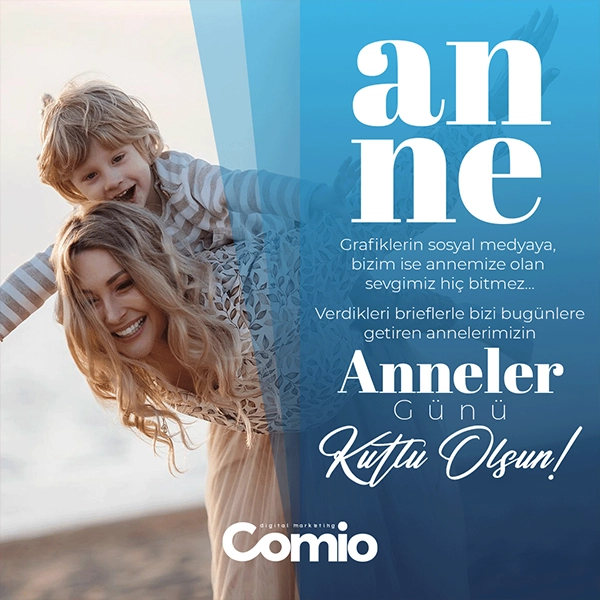 an
ne
Grafiklerin sosyal medyaya,
bizim ise annemize olan
sevgimiz hiç bitmez...
Verdikleri brieflerle bizi bugünlere
getiren annelerimizin
Anneler
Günü
Kutlu Olsun!
digital marketing
Comio